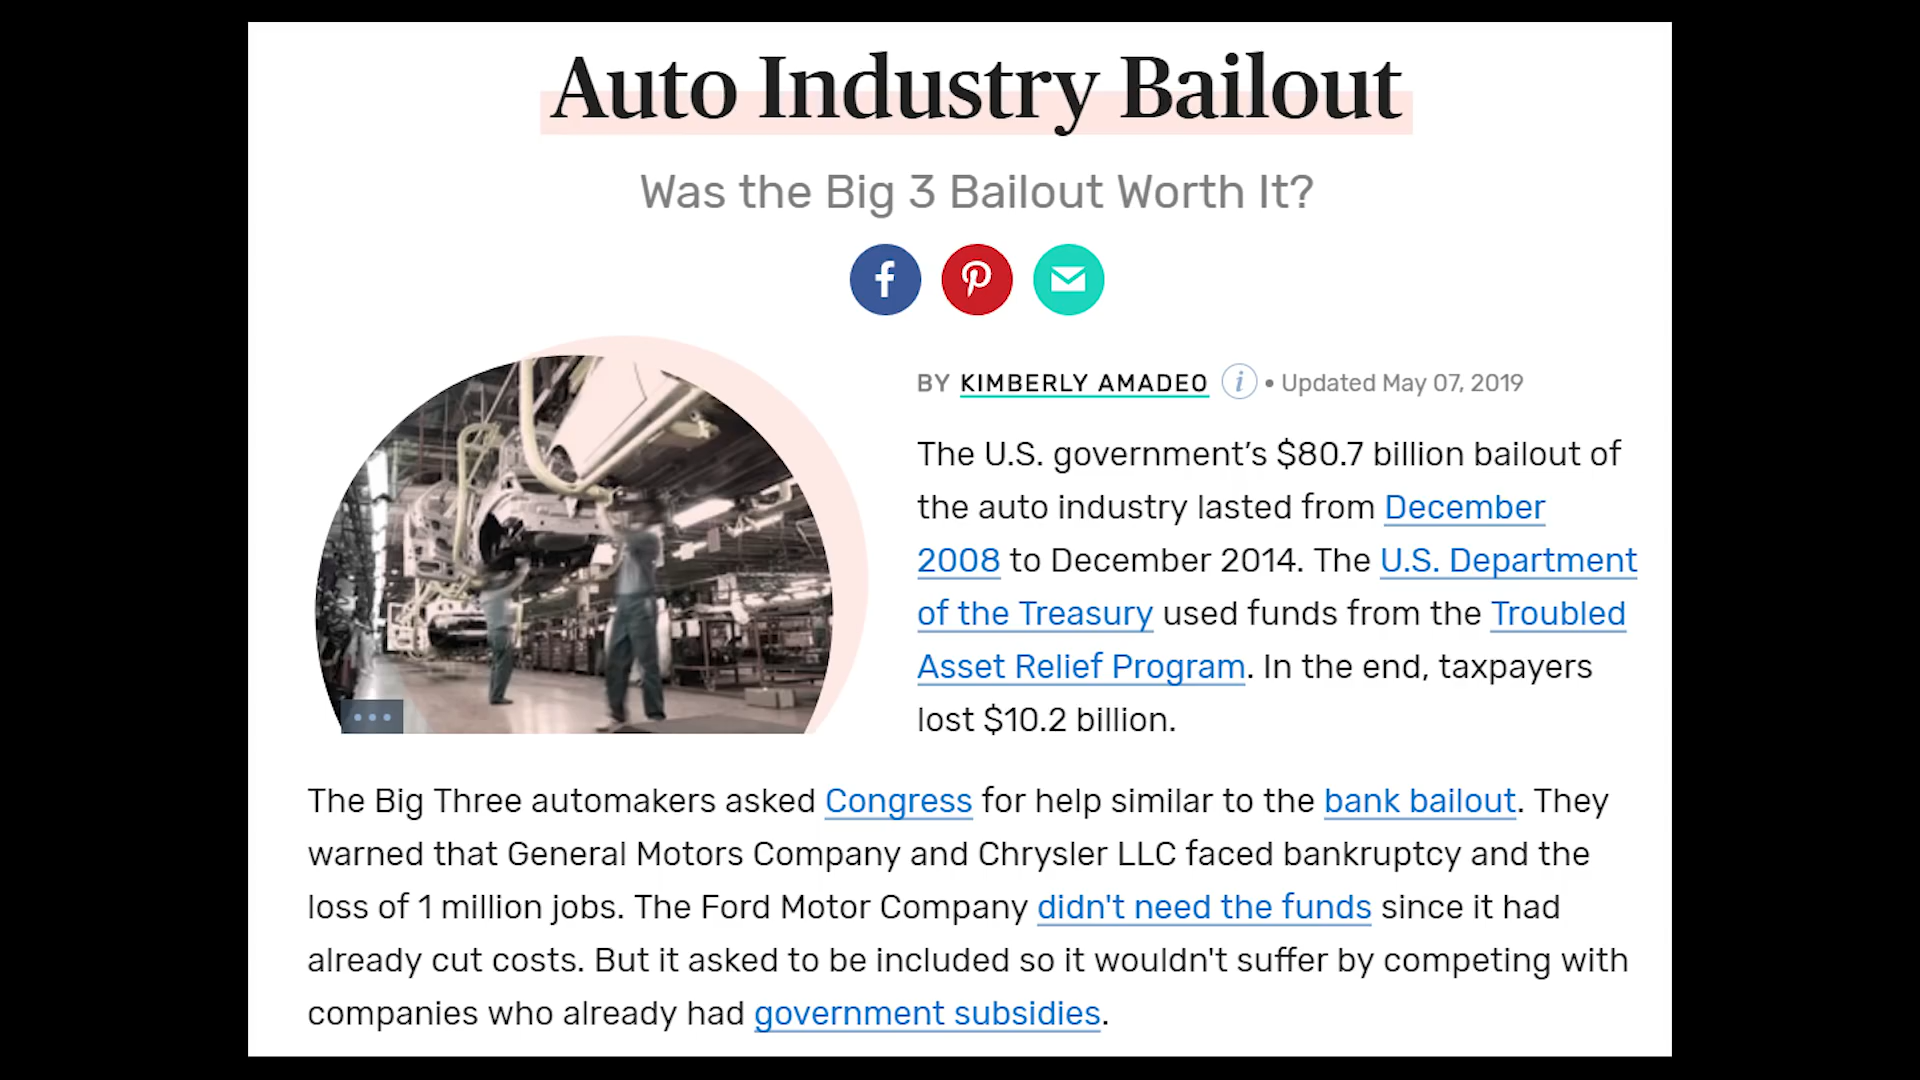 Auto Industry Bailout
Was the Big 3 Bailout Worth It?
BY KIMBERLY AMADEO i • Updated May 07, 2019
The U.S. government’s $80.7 billion bailout of
the auto industry lasted from December
2008 to December 2014. The U.S. Department
of the Treasury used funds from the Troubled
Asset Relief Program. In the end, taxpayers
lost $10.2 billion.
The Big Three automakers asked Congress for help similar to the bank bailout. They
warned that General Motors Company and Chrysler LLC faced bankruptcy and the
loss of 1 million jobs. The Ford Motor Company didn't need the funds since it had
already cut costs. But it asked to be included so it wouldn't suffer by competing with
companies who already had government subsidies.